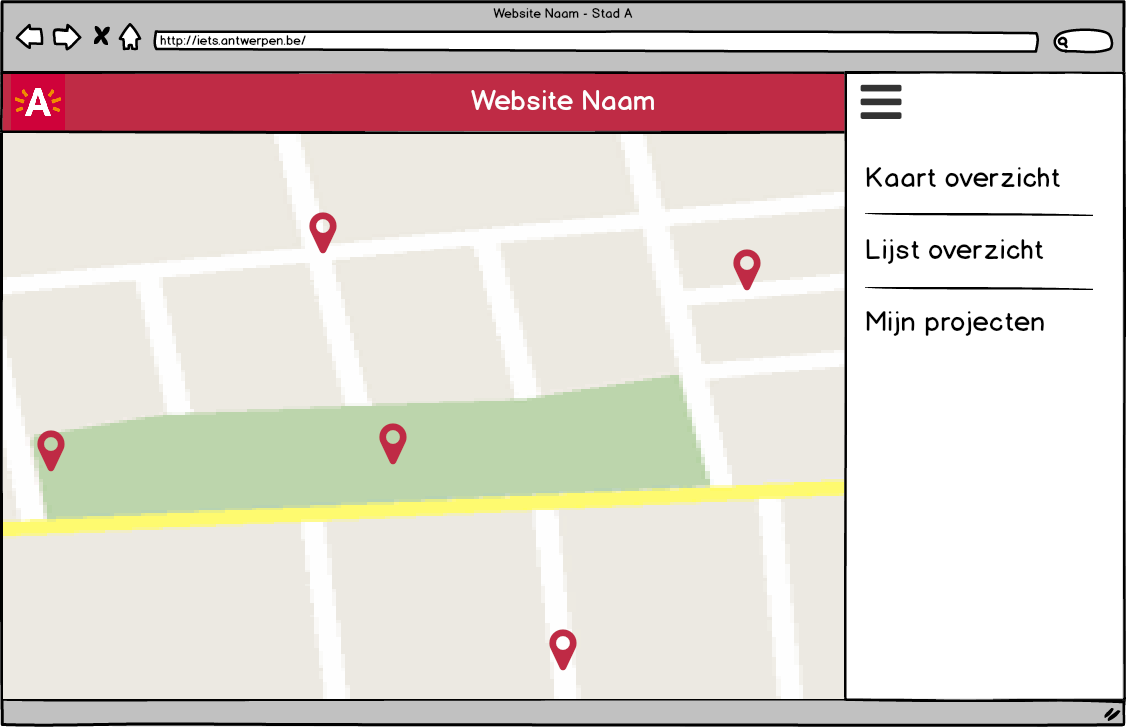 Website Naam - Stad A
http://iets.antwerpen.be/
A
Website Naam
Kaart overzicht
Lijst overzicht
Mijn projecten